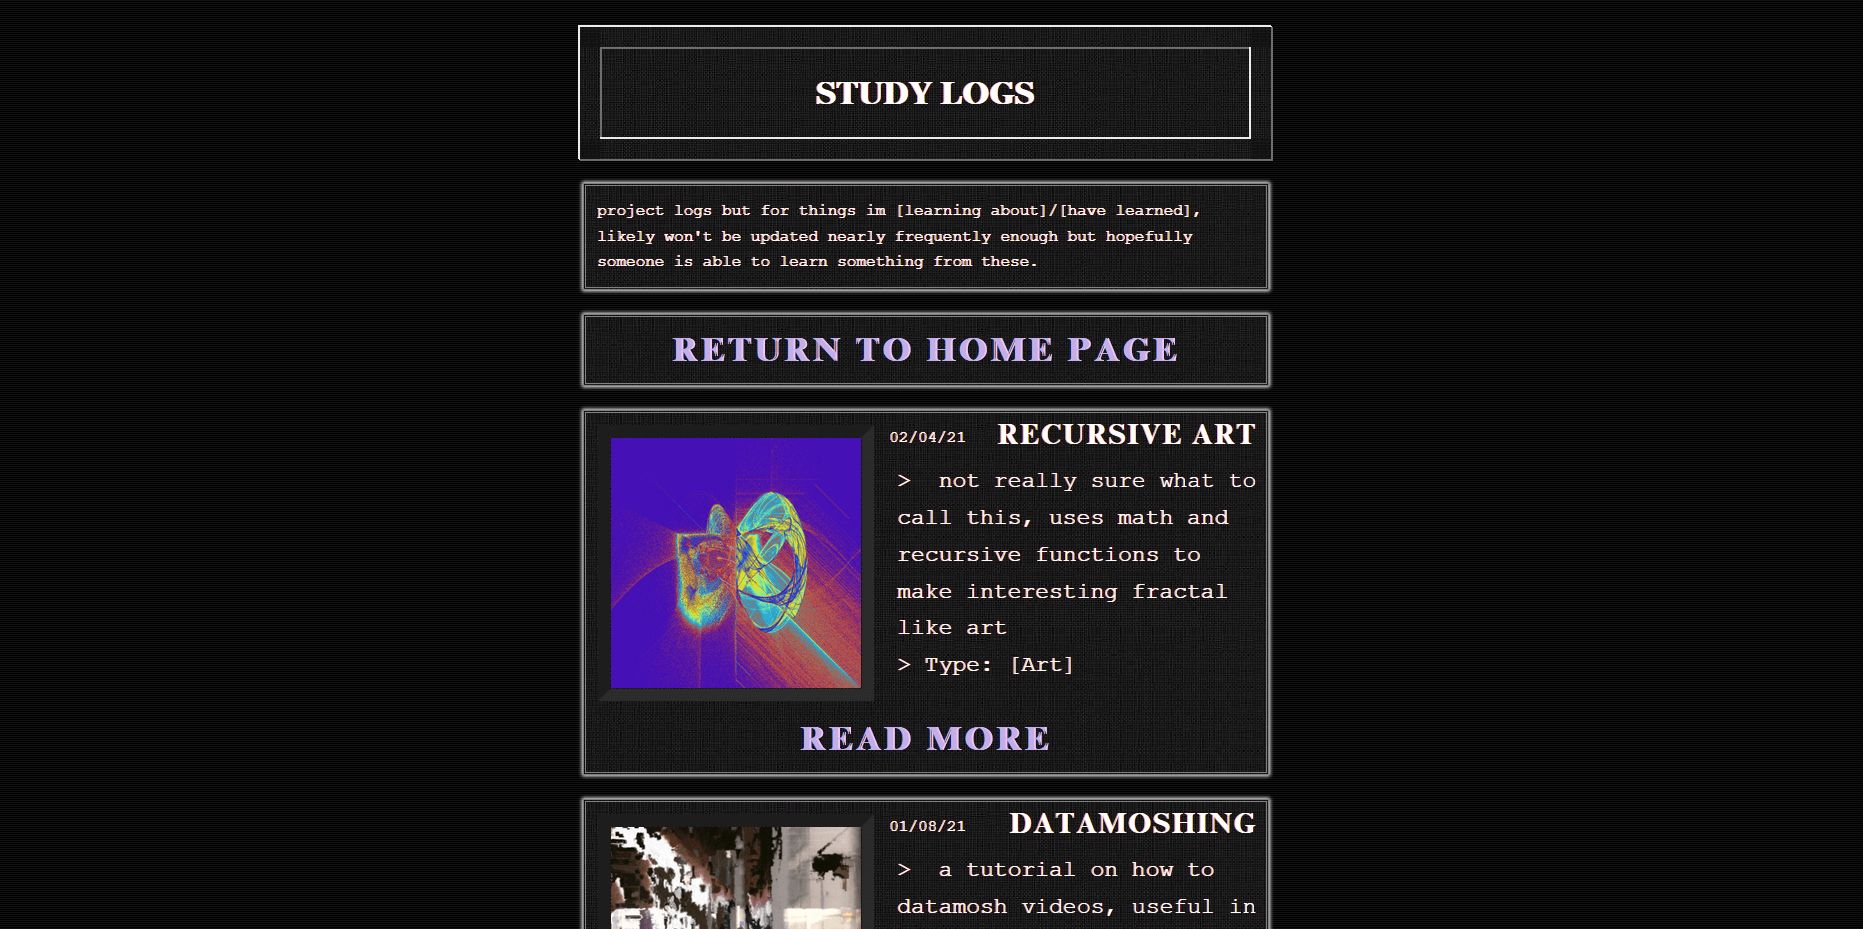 STUDY LOGS
project logs but for things im [learning about]/[have learned],
likely won't be updated nearly frequently enough but hopefully
someone is able to learn something from these.
RETURN TO HOME PAGE
02/04/21 RECURSIVE ART
> not really sure what to
call this, uses math and
recursive functions to
make interesting fractal
like art
> Type: [Art]
READ MORE
01/08/21 DATAMOSHING
> a tutorial on how to
datamosh videos, useful in